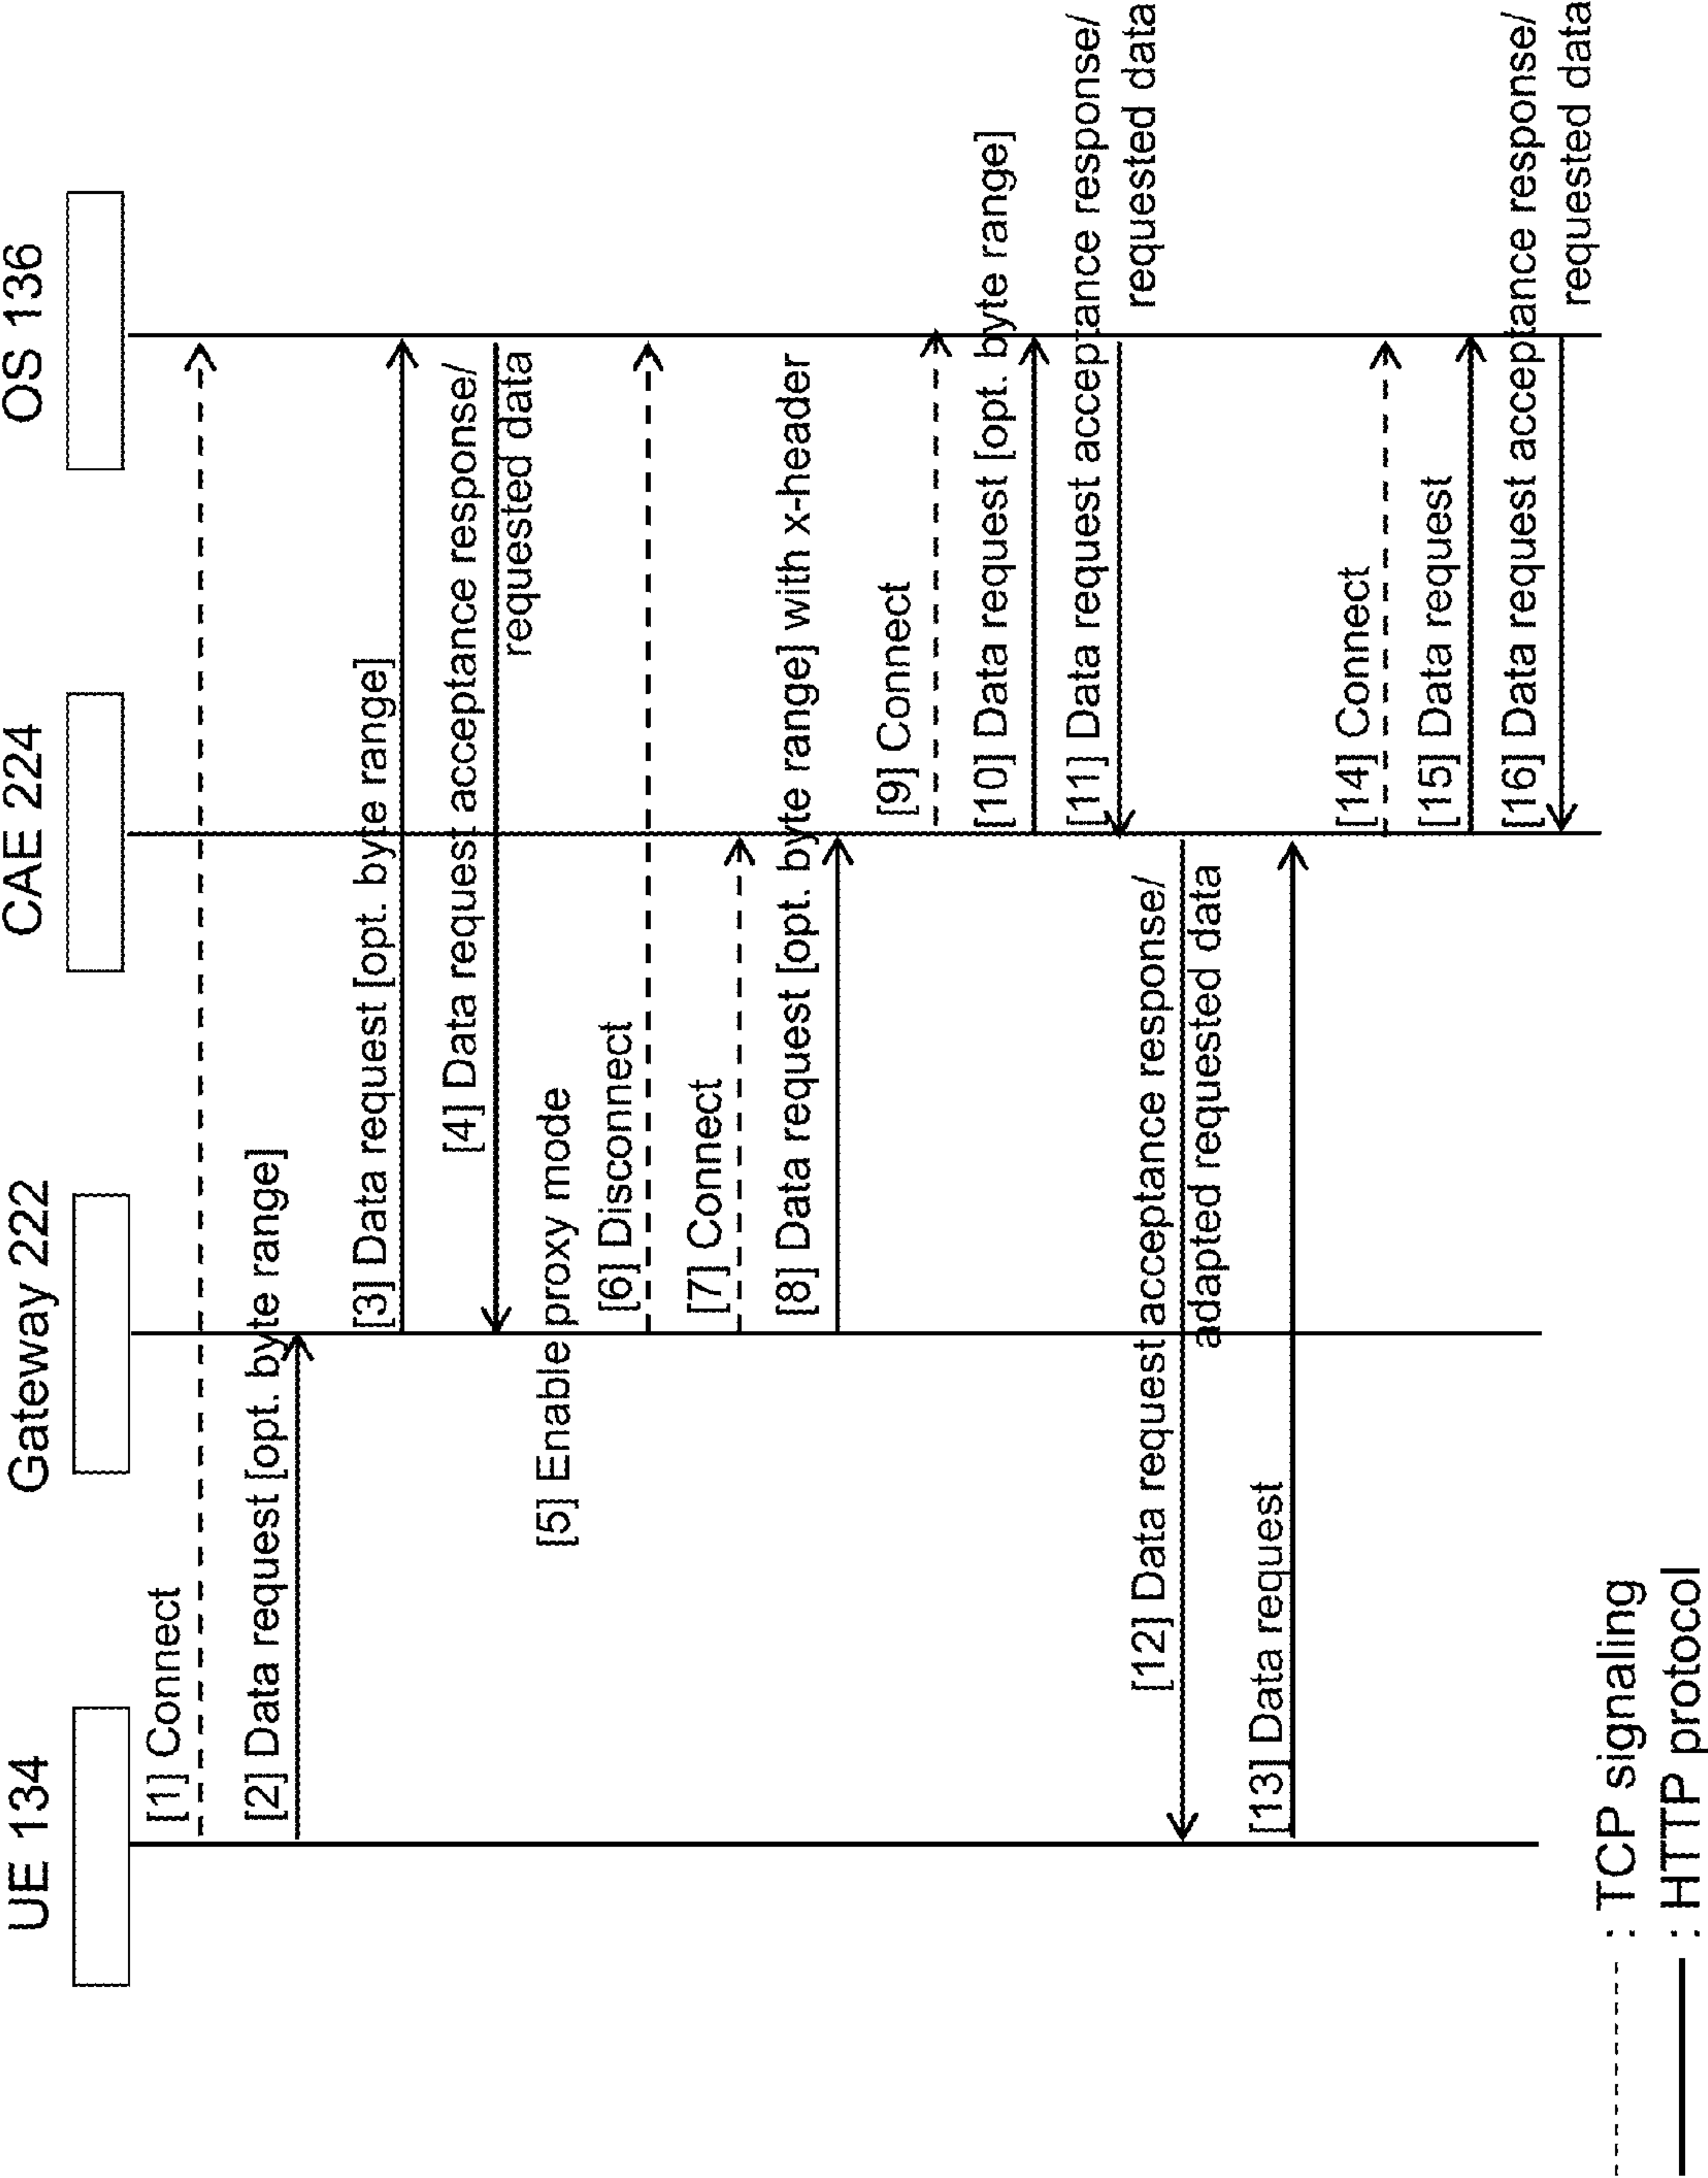 UE 134
Gateway 222
CAE 224
OS 136
[1] Connect
[2] Data request [opt. byte range]
[3] Data request [opt. byte range]
[4] Data request acceptance response/
requested data
[5] Enable proxy mode
[6] Disconnect
[7] Connect
[8] Data request [opt. byte range] with x-header
[9] Connect
[10] Data request [opt. byte range]
[11] Data request acceptance response/
requested data
[12] Data request acceptance response/
adapted requested data
[13] Data request
[14] Connect
[15] Data request
[16] Data request acceptance response/
requested data
: TCP signaling
: HTTP protocol